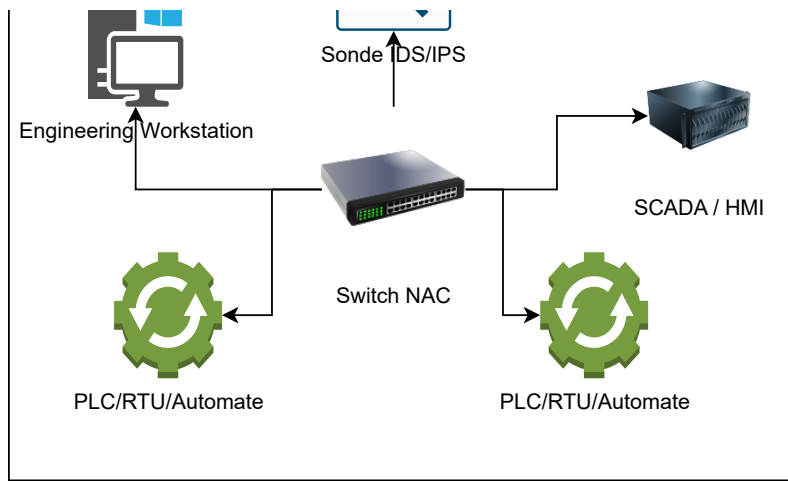 Sonde IDS/IPS
Engineering Workstation
SCADA / HMI
Switch NAC
PLC/RTU/Automate
PLC/RTU/Automate